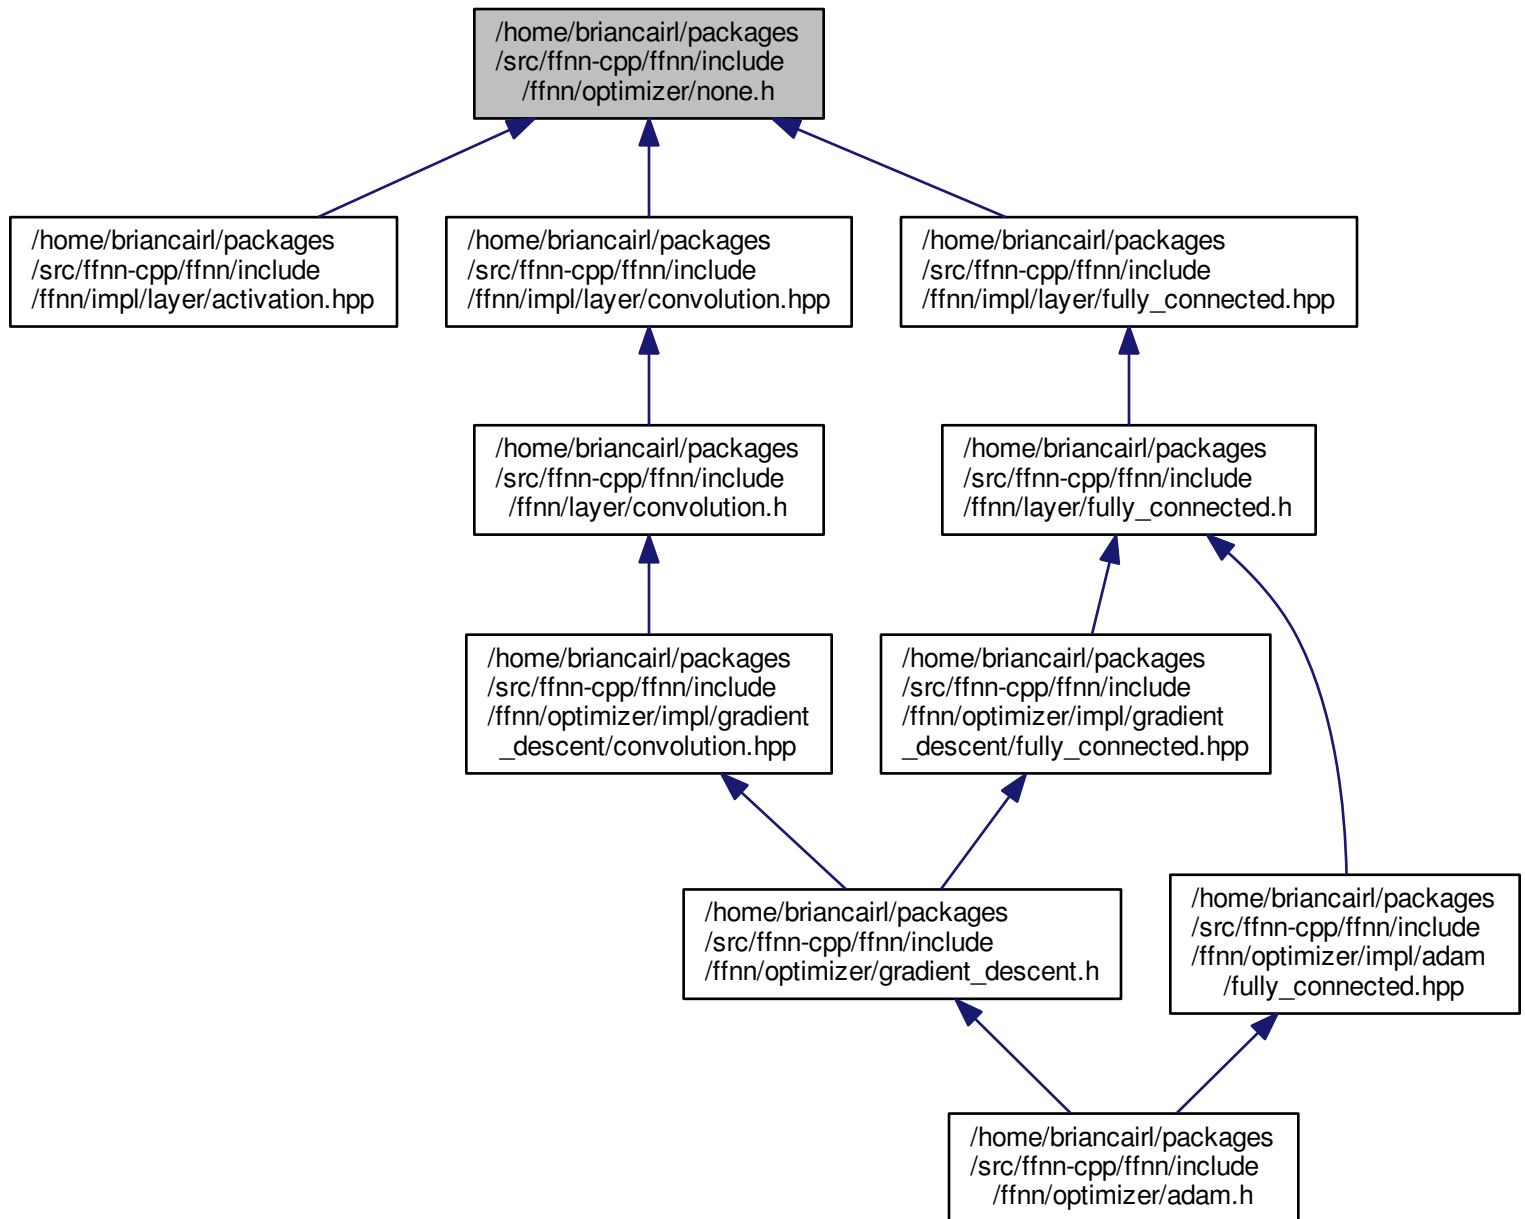 /home/briancairl/packages
/src/ffnn-cpp/ffnn/include
/ffnn/optimizer/none.h
/home/briancairl/packages
/src/ffnn-cpp/ffnn/include
/ffnn/impl/layer/activation.hpp
/home/briancairl/packages
/src/ffnn-cpp/ffnn/include
/ffnn/impl/layer/convolution.hpp
/home/briancairl/packages
/src/ffnn-cpp/ffnn/include
/ffnn/impl/layer/fully_connected.hpp
/home/briancairl/packages
/src/ffnn-cpp/ffnn/include
/ffnn/layer/convolution.h
/home/briancairl/packages
/src/ffnn-cpp/ffnn/include
/ffnn/layer/fully_connected.h
/home/briancairl/packages
/src/ffnn-cpp/ffnn/include
/ffnn/optimizer/impl/gradient
_descent/convolution.hpp
/home/briancairl/packages
/src/ffnn-cpp/ffnn/include
/ffnn/optimizer/impl/gradient
_descent/fully_connected.hpp
/home/briancairl/packages
/src/ffnn-cpp/ffnn/include
/ffnn/optimizer/gradient_descent.h
/home/briancairl/packages
/src/ffnn-cpp/ffnn/include
/ffnn/optimizer/impl/adam
/fully_connected.hpp
/home/briancairl/packages
/src/ffnn-cpp/ffnn/include
/ffnn/optimizer/adam.h